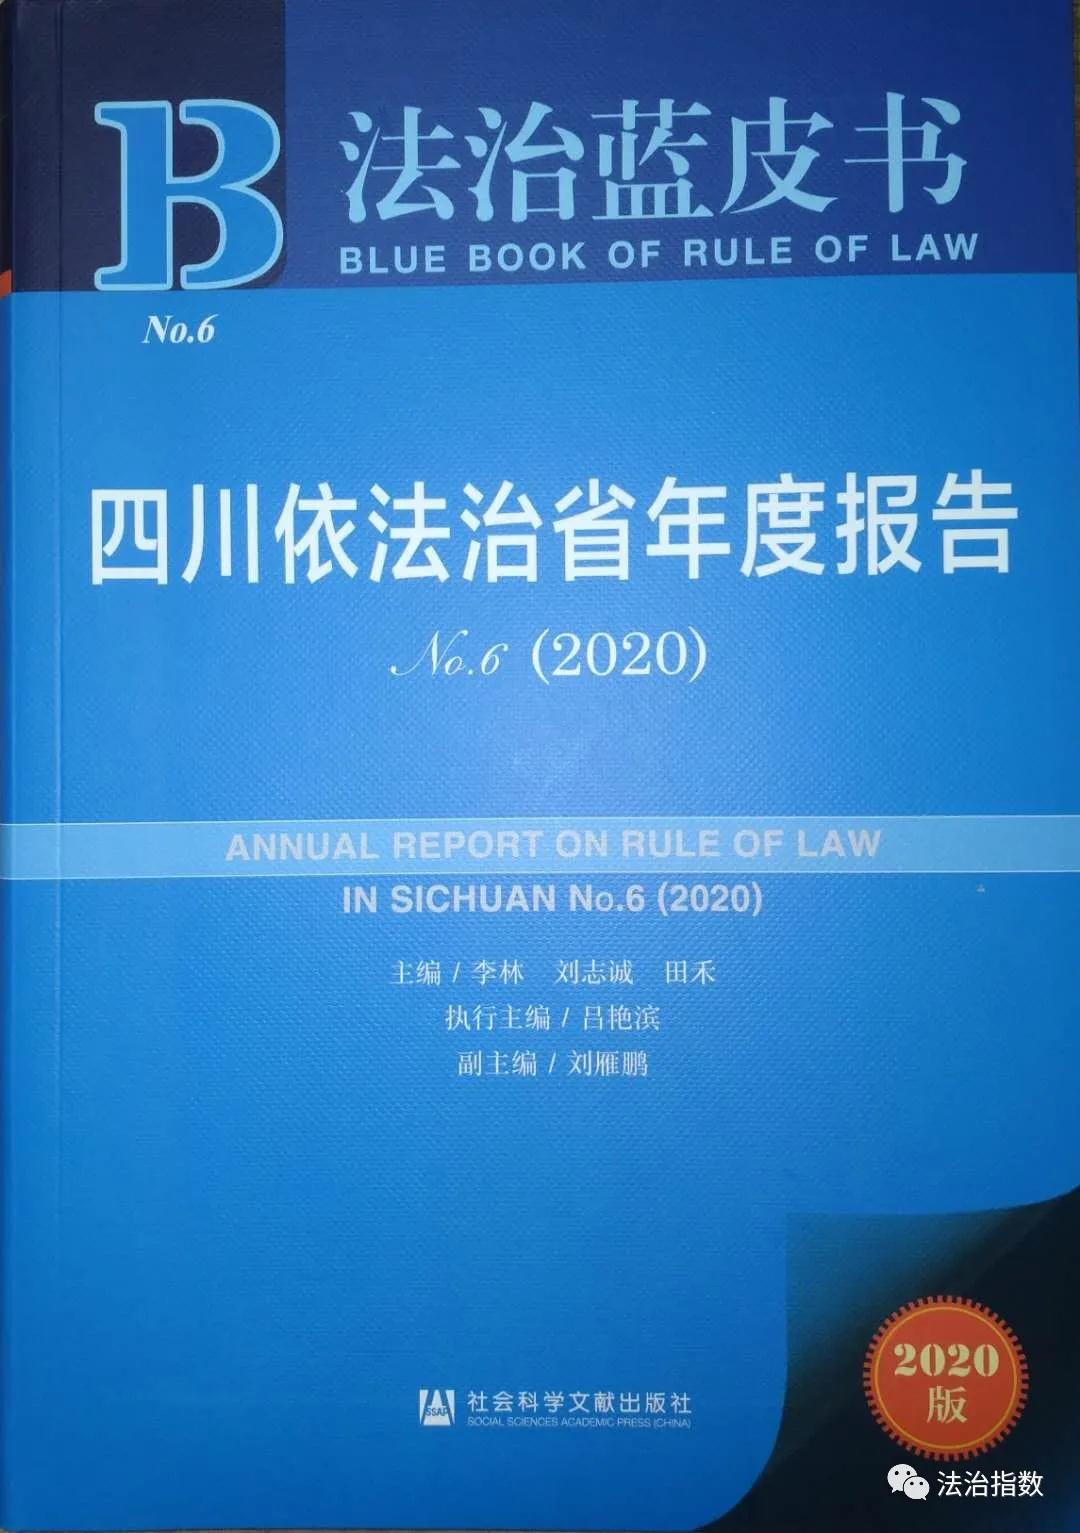 B
法治蓝皮书
BLUE BOOK OF RULE OF LAW
No.6
四川依法治省年度报告
No.6 (2020)
ANNUAL REPORT ON RULE OF LAW
IN SICHUAN No.6 (2020)
主编 / 李林 刘志诚 田禾
执行主编 / 吕艳滨
副主编 / 刘雁鹏
SSAP
社会科学文献出版社
SOCIAL SCIENCES ACADEMIC PRESS (CHINA)
2020
版
法治指数